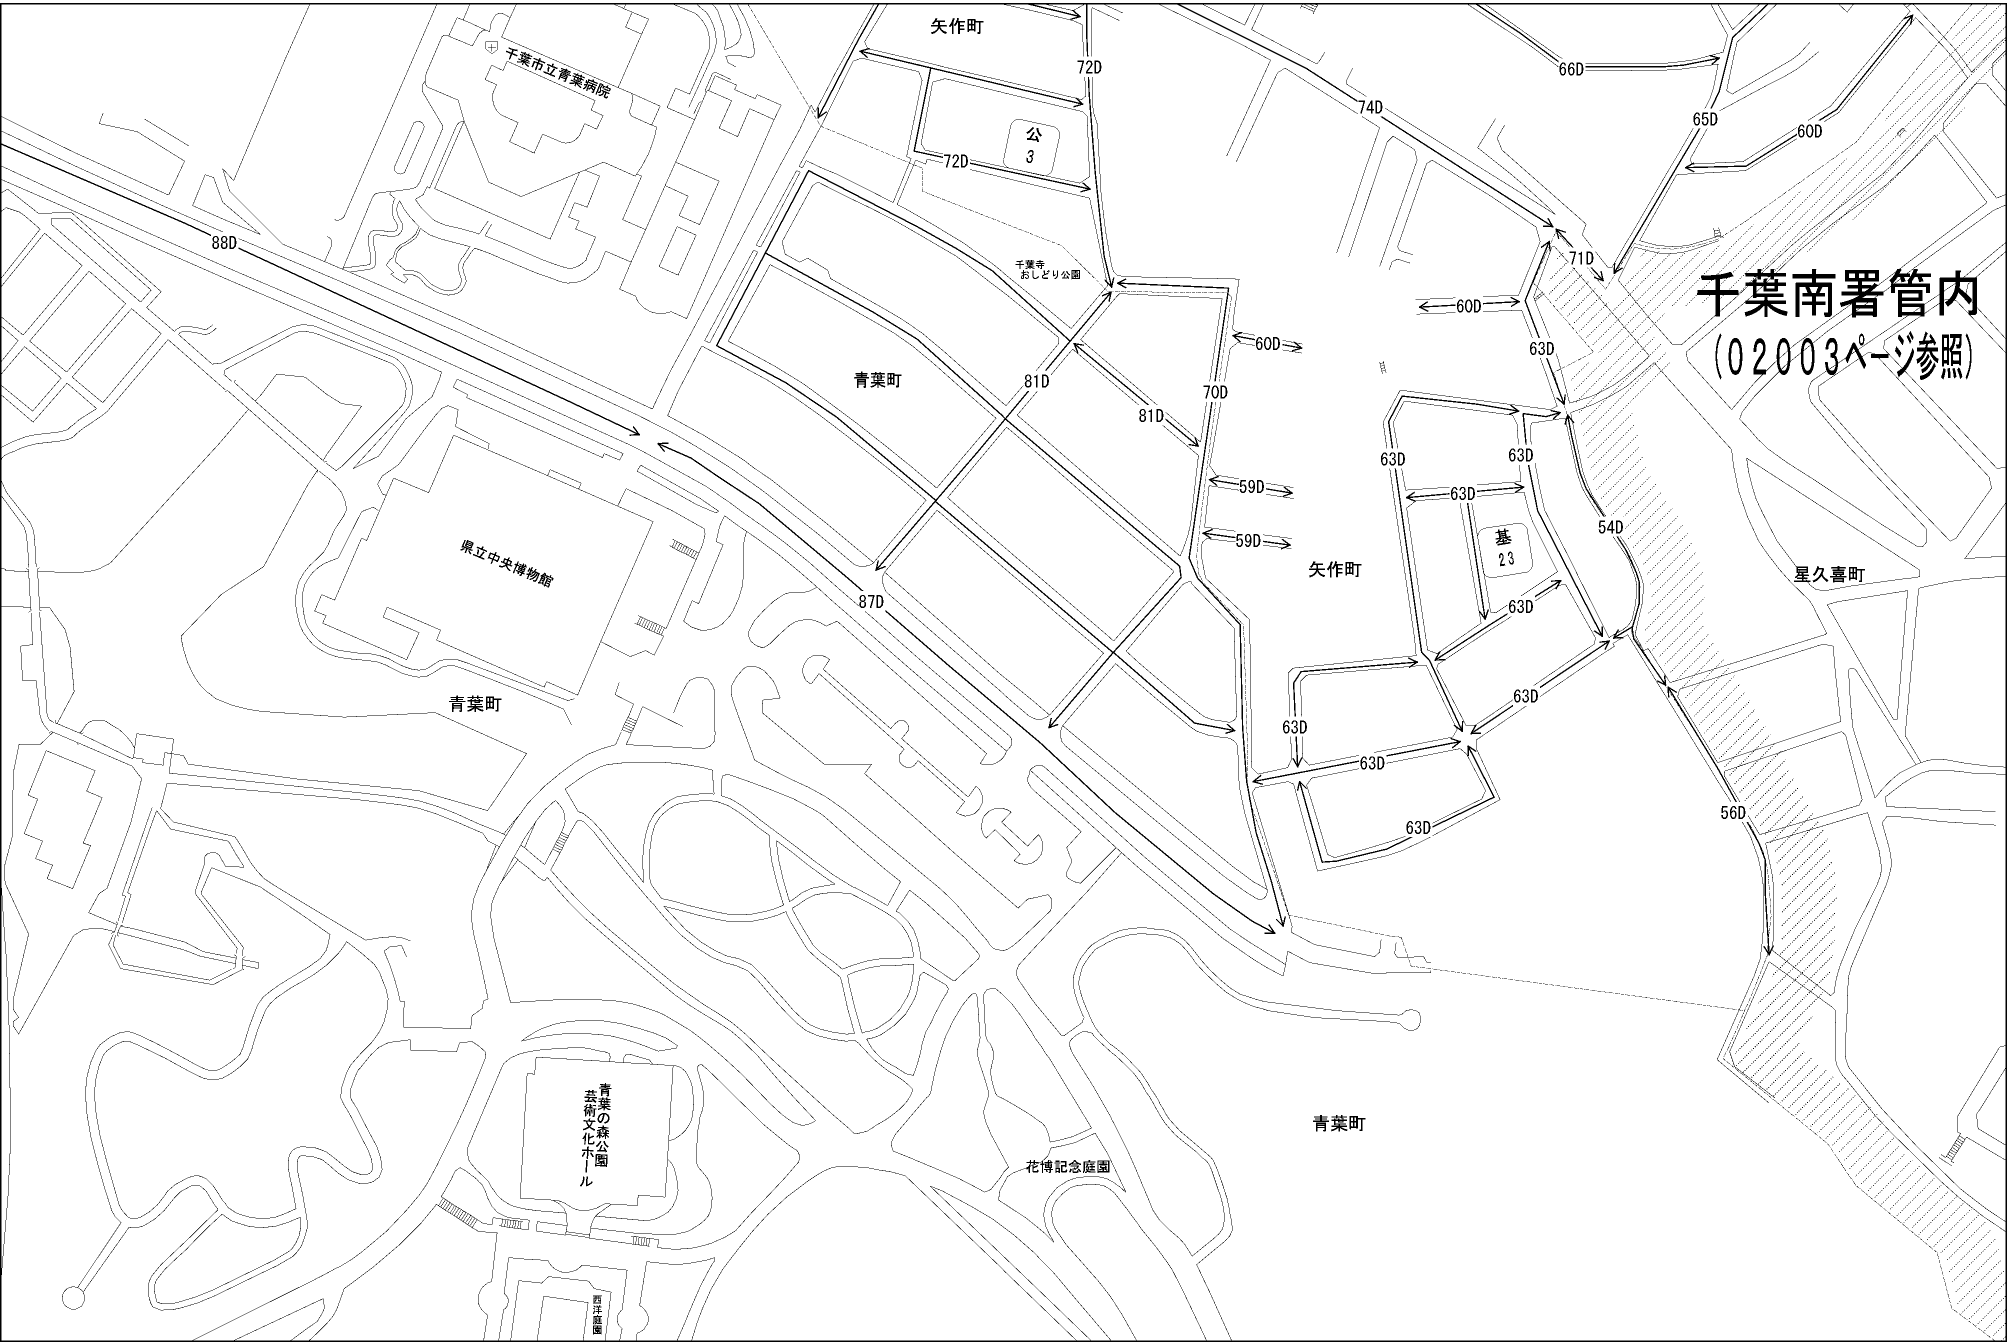 矢作町
72D
66D
74D
65D
60D
千葉市立青葉病院
公
3
72D
88D
71D
千葉寺
おしどり公園
千葉南署管内
(02003ページ参照)
60D
60D
63D
青葉町
81D
70D
81D
63D
63D
59D
63D
54D
59D
基
23
県立中央博物館
矢作町
星久喜町
87D
63D
青葉町
63D
63D
63D
56D
63D
青葉の森公園
芸術文化ホール
青葉町
花博記念庭園
西洋庭園